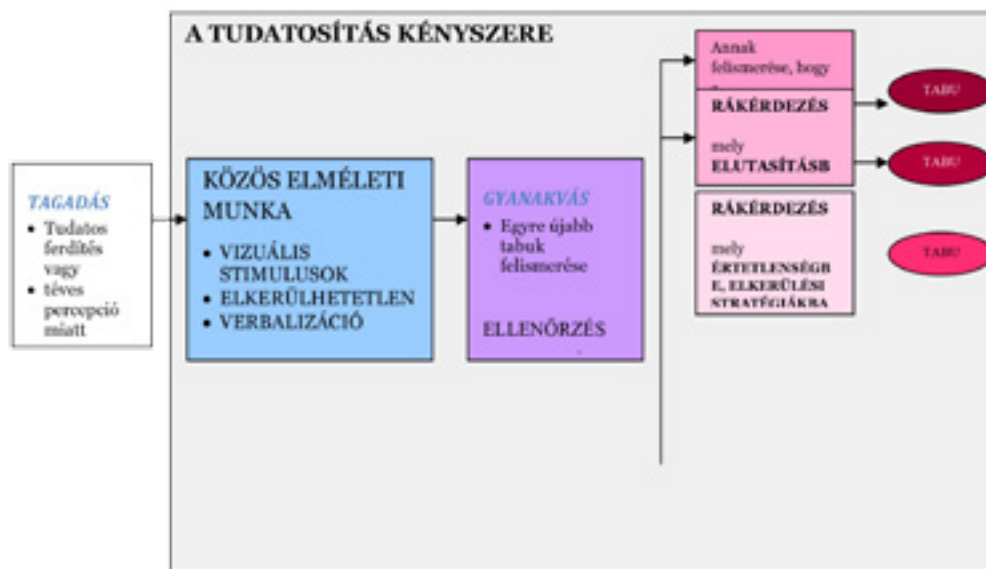 A TUDATOSÍTÁS KÉNYSZERE
TAGADÁS
• Tudatos
ferdítés
vagy
• téves
percepció
miatt
KÖZÖS ELMÉLETI
MUNKA
• VIZUÁLIS
STIMULUSOK
• ELKERÜLHETETLEN
• VERBALIZÁCIÓ
GYANAKVÁS
• Egyre újabb
tabuk
felismerése
ELLENŐRZÉS
Annak
felismerése, hogy
RÁKÉRDEZÉS
mely
ELUTASÍTÁSB
RÁKÉRDEZÉS
mely
ÉRTETLENSÉGB
E, ELKERÜLÉSI
STRATÉGIÁKBA
TABU
TABU
TABU